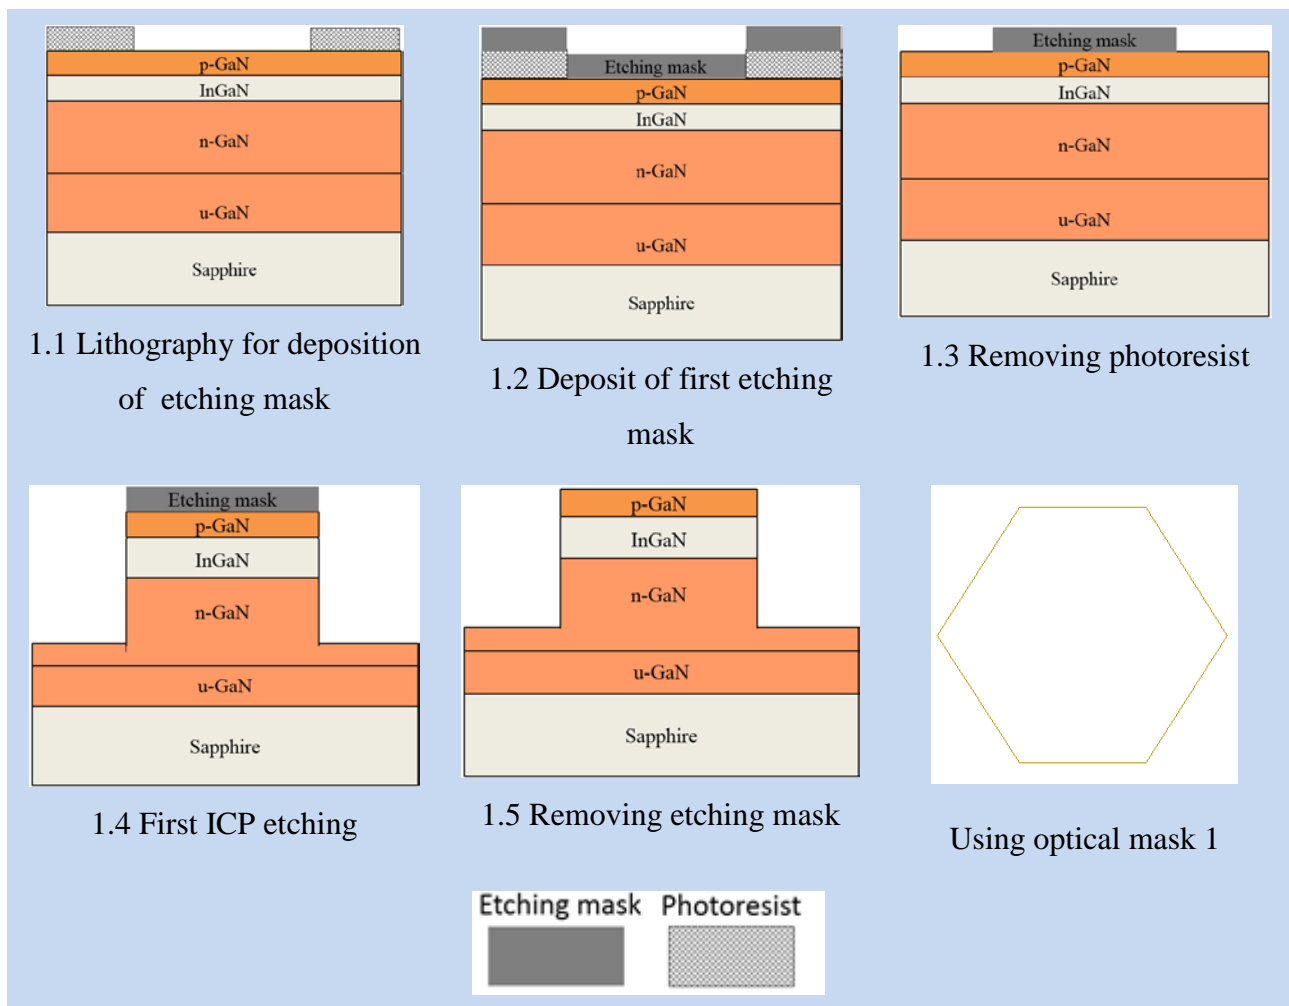 p-GaN
InGaN
n-GaN
u-GaN
Sapphire
1.1 Lithography for deposition
of etching mask
Etching mask
p-GaN
InGaN
n-GaN
u-GaN
Sapphire
1.2 Deposit of first etching
mask
Etching mask
p-GaN
InGaN
n-GaN
u-GaN
Sapphire
1.3 Removing photoresist
Etching mask
p-GaN
InGaN
n-GaN
u-GaN
Sapphire
1.4 First ICP etching
p-GaN
InGaN
n-GaN
u-GaN
Sapphire
1.5 Removing etching mask
Using optical mask 1
Etching mask Photoresist